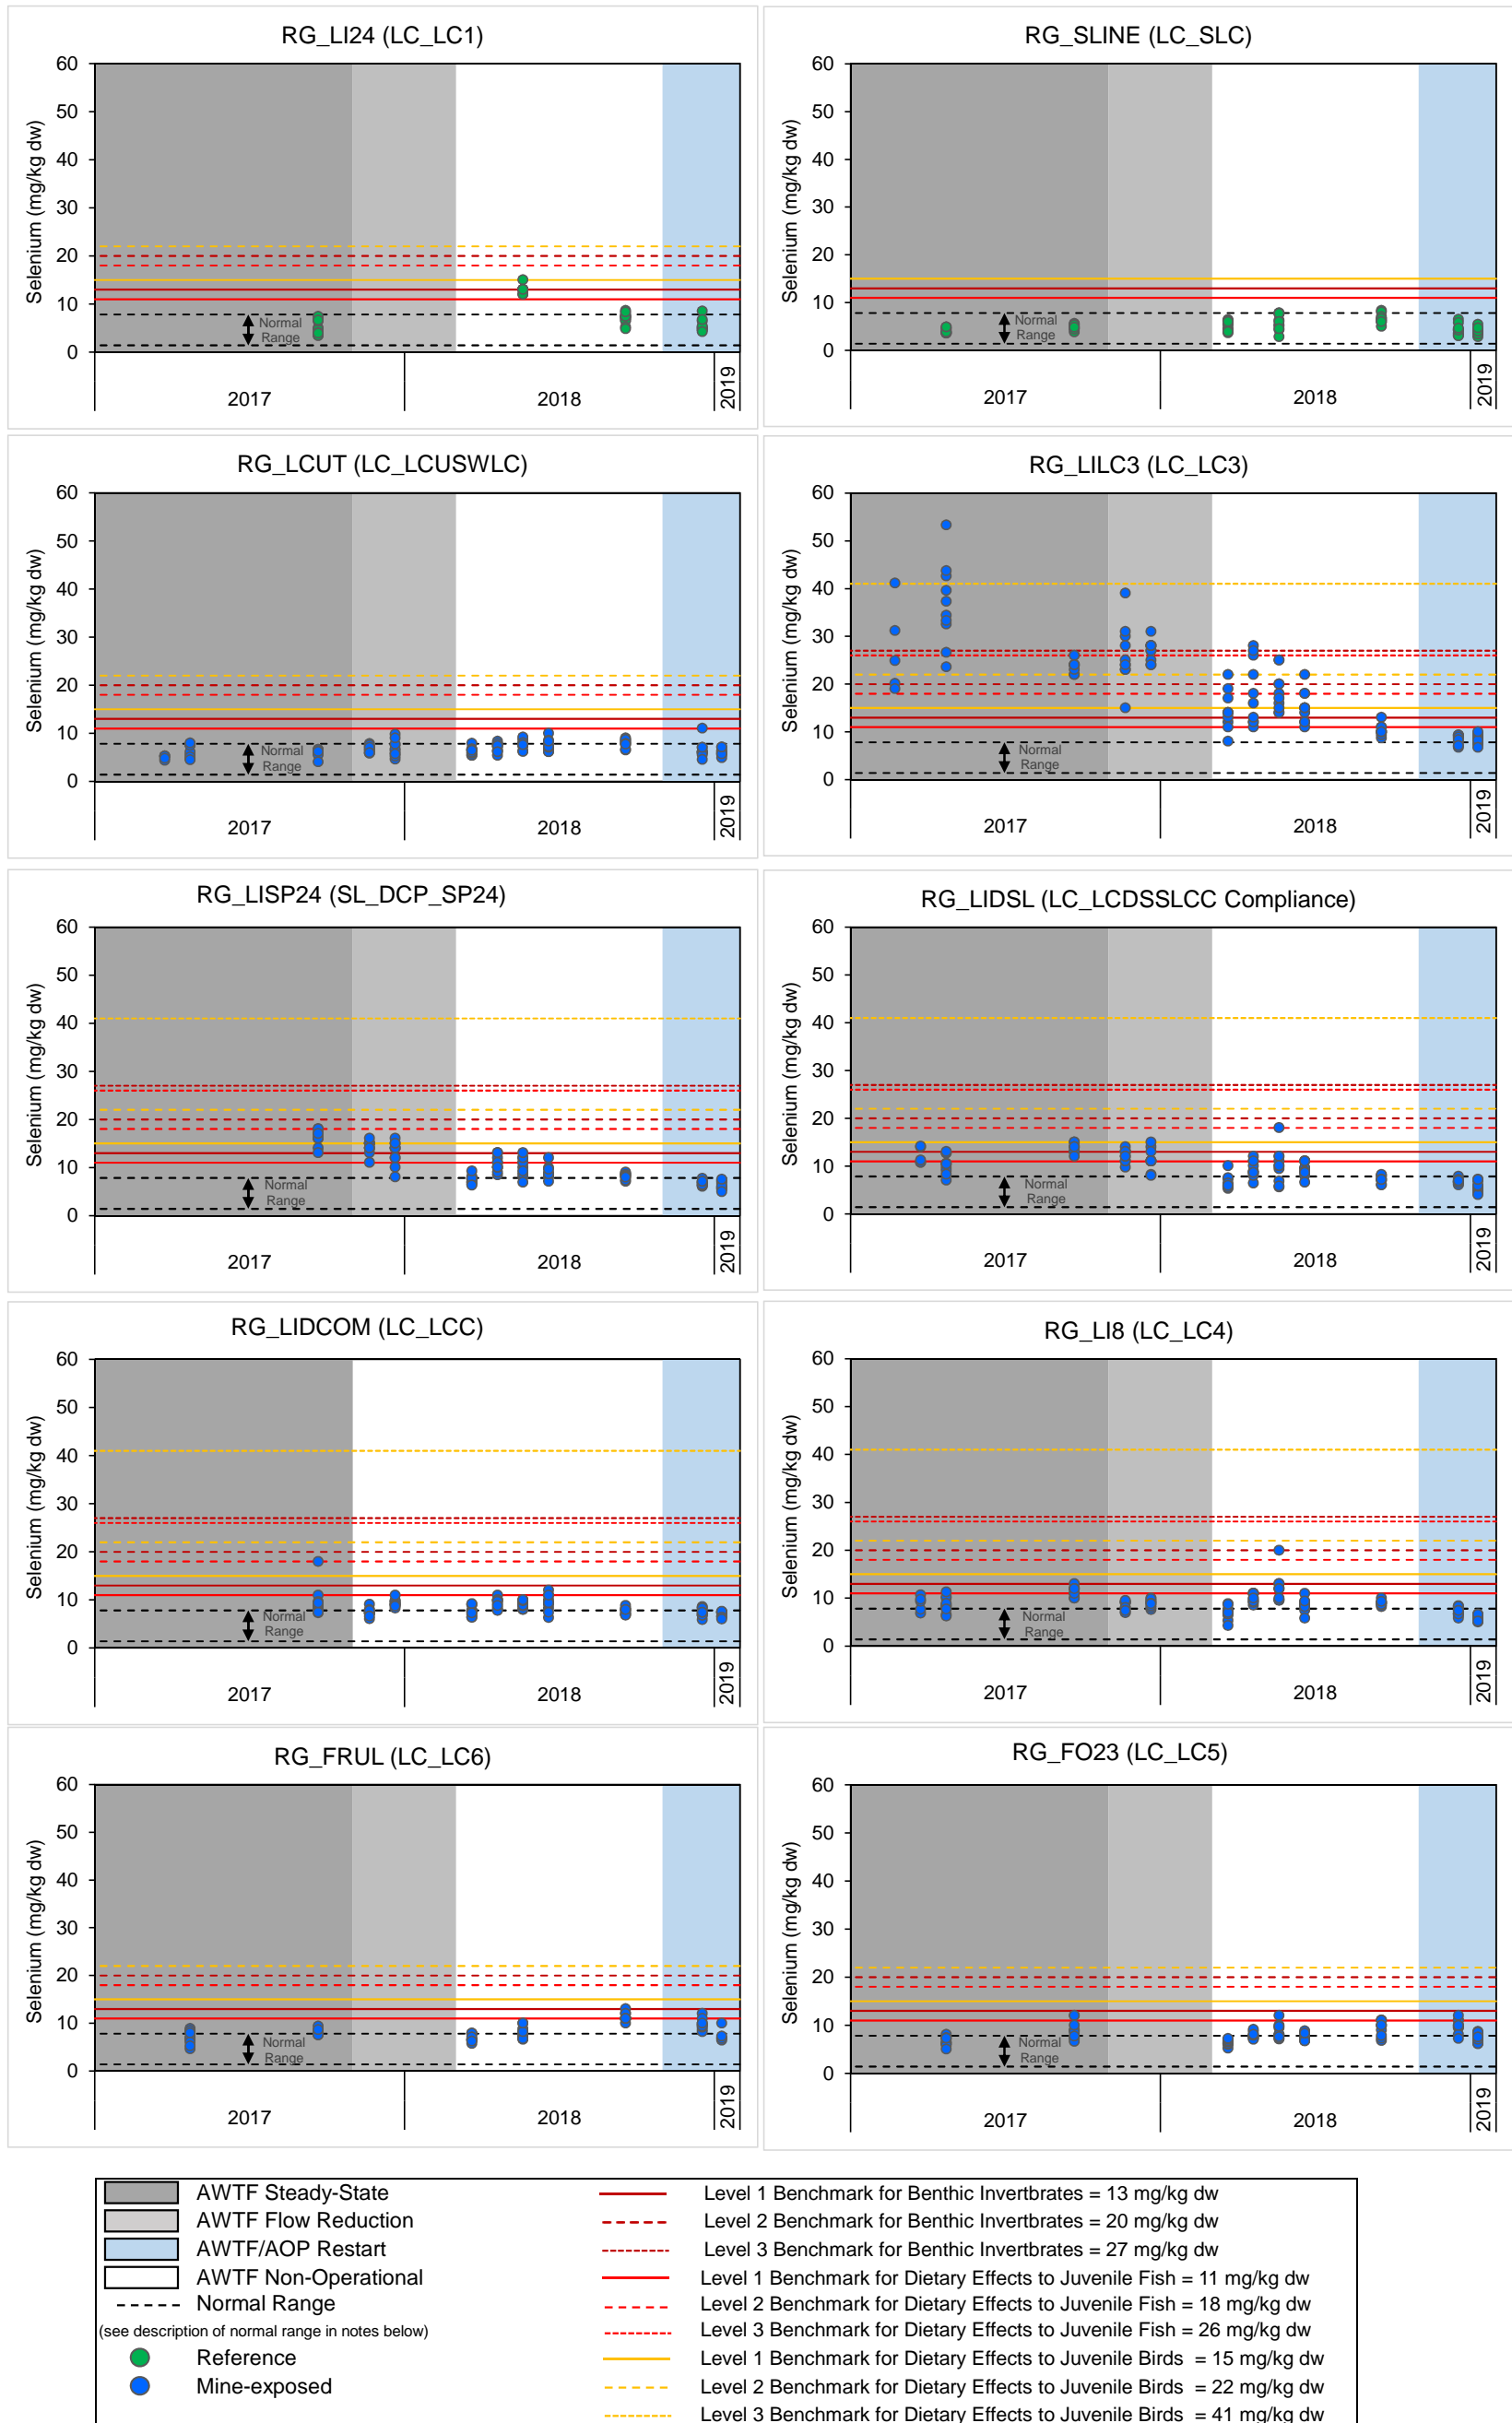 RG_LI24 (LC_LC1)
60
50
40
30
20
10
0
Selenium (mg/kg dw)
Normal
Range
2017
2018
2019
RG_SLINE (LC_SLC)
60
50
40
30
20
10
0
Selenium (mg/kg dw)
Normal
Range
2017
2018
2019
RG_LCUT (LC_LCUSWLC)
60
50
40
30
20
10
0
Selenium (mg/kg dw)
Normal
Range
2017
2018
2019
RG_LILC3 (LC_LC3)
60
50
40
30
20
10
0
Selenium (mg/kg dw)
Normal
Range
2017
2018
2019
RG_LISP24 (SL_DCP_SP24)
60
50
40
30
20
10
0
Selenium (mg/kg dw)
Normal
Range
2017
2018
2019
RG_LIDSL (LC_LCDSSLCC Compliance)
60
50
40
30
20
10
0
Selenium (mg/kg dw)
Normal
Range
2017
2018
2019
RG_LIDCOM (LC_LCC)
60
50
40
30
20
10
0
Selenium (mg/kg dw)
Normal
Range
2017
2018
2019
RG_LI8 (LC_LC4)
60
50
40
30
20
10
0
Selenium (mg/kg dw)
Normal
Range
2017
2018
2019
RG_FRUL (LC_LC6)
60
50
40
30
20
10
0
Selenium (mg/kg dw)
Normal
Range
2017
2018
2019
RG_FO23 (LC_LC5)
60
50
40
30
20
10
0
Selenium (mg/kg dw)
Normal
Range
2017
2018
2019
AWTF Steady-State
AWTF Flow Reduction
AWTF/AOP Restart
AWTF Non-Operational
Normal Range
(see description of normal range in notes below)
Reference
Mine-exposed
Level 1 Benchmark for Benthic Invertbrates = 13 mg/kg dw
Level 2 Benchmark for Benthic Invertbrates = 20 mg/kg dw
Level 3 Benchmark for Benthic Invertbrates = 27 mg/kg dw
Level 1 Benchmark for Dietary Effects to Juvenile Fish = 11 mg/kg dw
Level 2 Benchmark for Dietary Effects to Juvenile Fish = 18 mg/kg dw
Level 3 Benchmark for Dietary Effects to Juvenile Fish = 26 mg/kg dw
Level 1 Benchmark for Dietary Effects to Juvenile Birds = 15 mg/kg dw
Level 2 Benchmark for Dietary Effects to Juvenile Birds = 22 mg/kg dw
Level 3 Benchmark for Dietary Effects to Juvenile Birds = 41 mg/kg dw